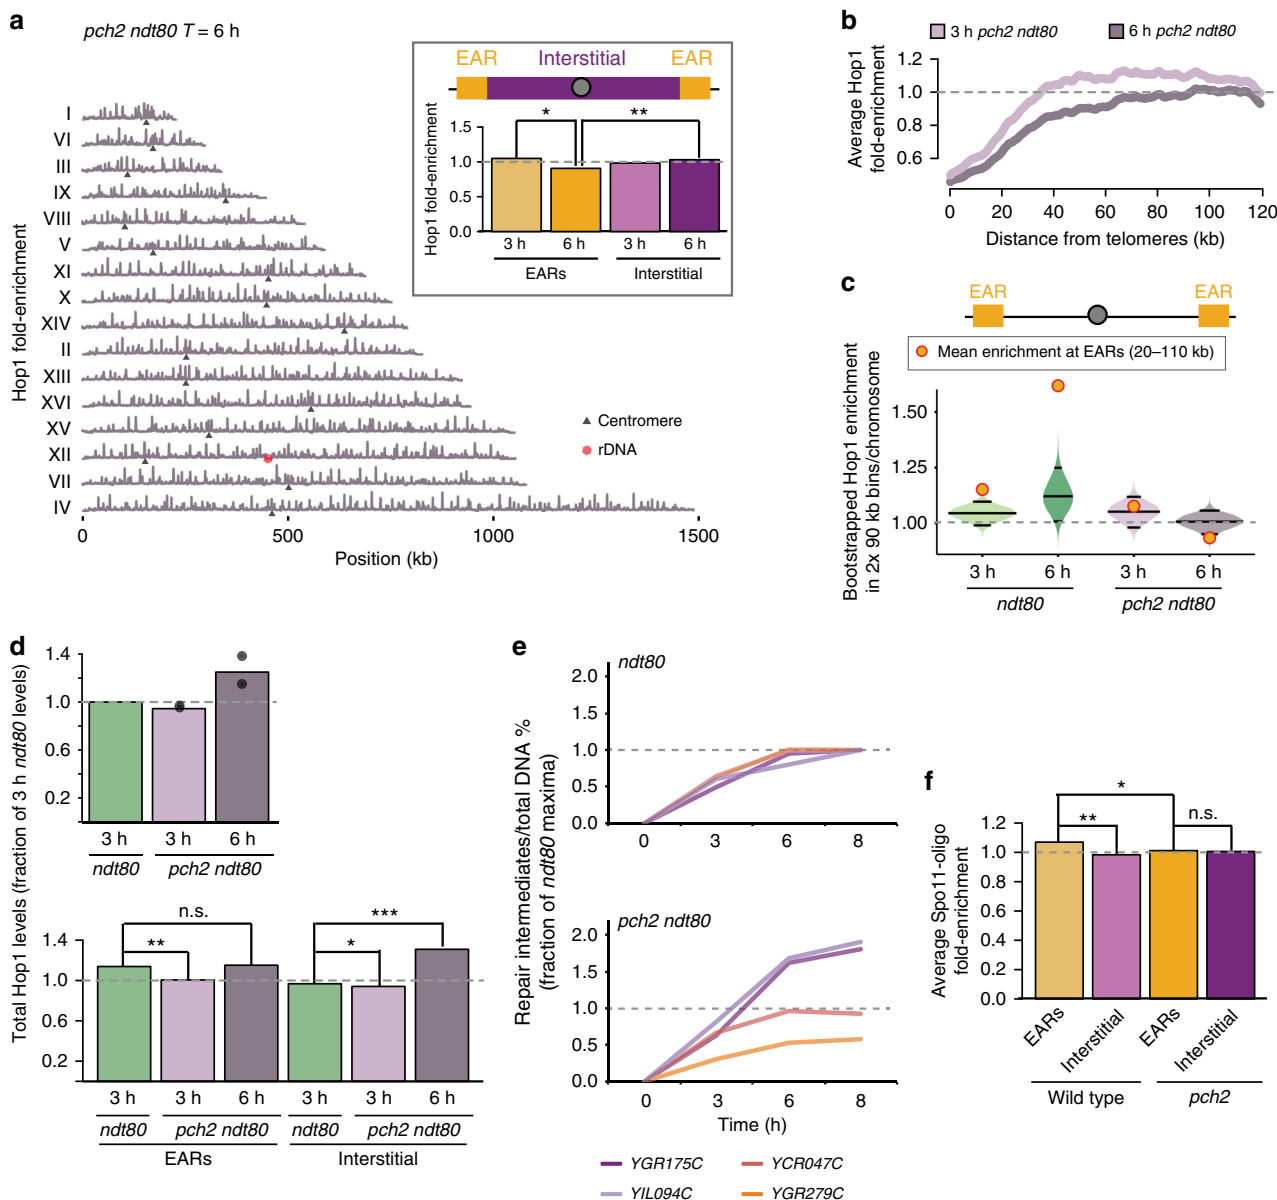 a
pch2 ndt80 T = 6 h
Hop1 fold-enrichment
I
VI
III
IX
VIII
V
XI
X
XIV
II
XIII
XVI
XV
XII
VII
IV
0
500
1000
1500
Position (kb)
Centromere
rDNA
EAR
Interstitial
EAR
Hop1 fold-enrichment
1.5
1.0
0.5
0.0
*
**
3 h
6 h
3 h
6 h
EARs
Interstitial
b
3 h pch2 ndt80
6 h pch2 ndt80
Average Hop1
fold-enrichment
1.2
1.0
0.8
0.6
0
20
40
60
80
100
120
Distance from telomeres (kb)
c
EAR
EAR
Mean enrichment at EARs (20–110 kb)
Bootstrapped Hop1 enrichment
in 2x 90 kb bins/chromosome
1.50
1.25
1.00
3 h
6 h
3 h
6 h
ndt80
pch2 ndt80
d
Total Hop1 levels (fraction of 3 h ndt80 levels)
1.4
1.0
0.6
0.2
3 h
3 h
6 h
ndt80
pch2 ndt80
1.4
1.0
0.6
0.2
n.s.
**
***
*
3 h
3 h
6 h
3 h
3 h
6 h
ndt80
pch2 ndt80
ndt80
pch2 ndt80
EARs
Interstitial
e
Repair intermediates/total DNA %
(fraction of ndt80 maxima)
ndt80
2.0
1.5
1.0
0.5
0.0
0
3
6
8
pch2 ndt80
2.0
1.5
1.0
0.5
0.0
0
3
6
8
Time (h)
YGR175C
YCR047C
YIL094C
YGR279C
f
Average Spo11-oligo
fold-enrichment
1.2
1.0
0.8
0.6
0.4
0.2
0.0
*
**
n.s.
EARs
Interstitial
EARs
Interstitial
Wild type
pch2